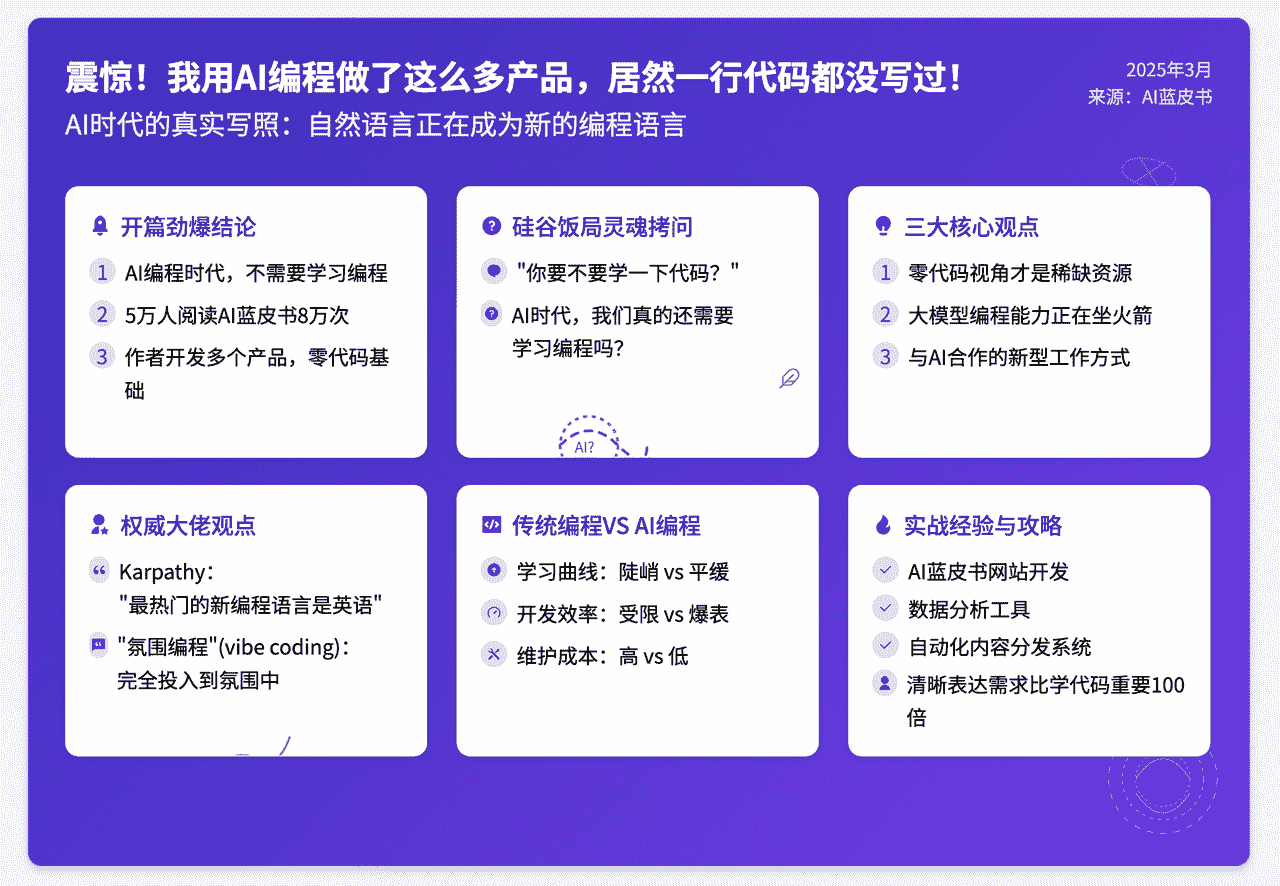 震惊！我用AI编程做了这么多产品，居然一行代码都没写过！
AI时代的真实写照：自然语言正在成为新的编程语言
2025年3月
来源：AI蓝皮书
开篇劲爆结论
1 AI编程时代，不需要学习编程
2 5万人阅读AI蓝皮书8万次
3 作者开发多个产品，零代码基
础
硅谷饭局灵魂拷问
"你要不要学一下代码？"
AI时代，我们真的还需要
学习编程吗？
AI?
三大核心观点
1 零代码视角才是稀缺资源
2 大模型编程能力正在坐火箭
3 与AI合作的新型工作方式
权威大佬观点
Karpathy：
"最热门的新编程语言是英语"
"氛围编程"(vibe coding)：
完全投入到氛围中
传统编程VS AI编程
学习曲线：陡峭 vs 平缓
开发效率：受限 vs 爆表
维护成本：高 vs 低
实战经验与攻略
AI蓝皮书网站开发
数据分析工具
自动化内容分发系统
清晰表达需求比学代码重要100
倍